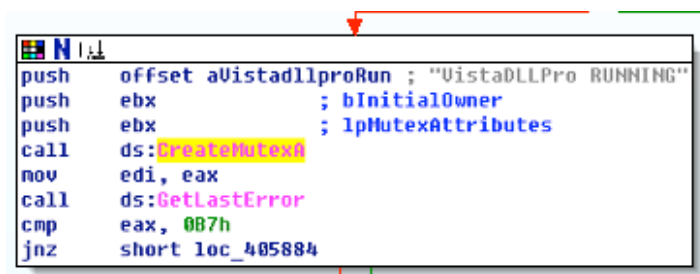 N
push offset aVistadllproRun ; "VistaDLLPro RUNNING"
push ebx ; bInitialOwner
push ebx ; lpMutexAttributes
call ds:CreateMutexA
mov edi, eax
call ds:GetLastError
cmp eax, 0B7h
jnz short loc_405884